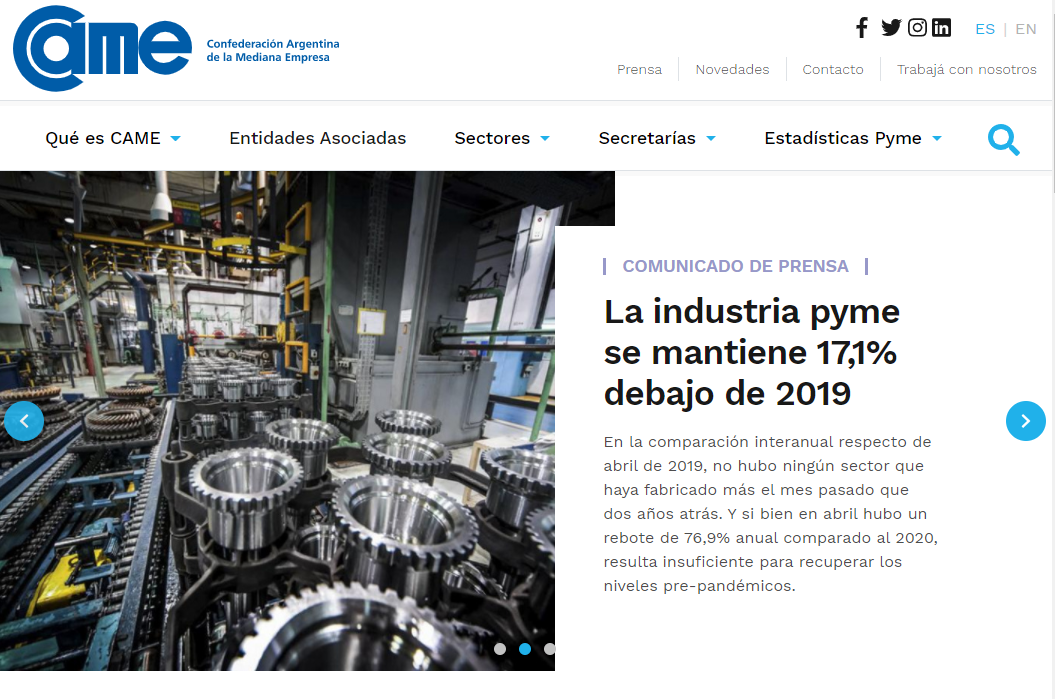 came
Confederación Argentina
de la Mediana Empresa
ES | EN
Prensa
Novedades
Contacto
Trabajá con nosotros
Qué es CAME
Entidades Asociadas
Sectores
Secretarías
Estadísticas Pyme
COMUNICADO DE PRENSA
La industria pyme
se mantiene 17,1%
debajo de 2019
En la comparación interanual respecto de
abril de 2019, no hubo ningún sector que
haya fabricado más el mes pasado que
dos años atrás. Y si bien en abril hubo un
rebote de 76,9% anual comparado al 2020,
resulta insuficiente para recuperar los
niveles pre-pandémicos.